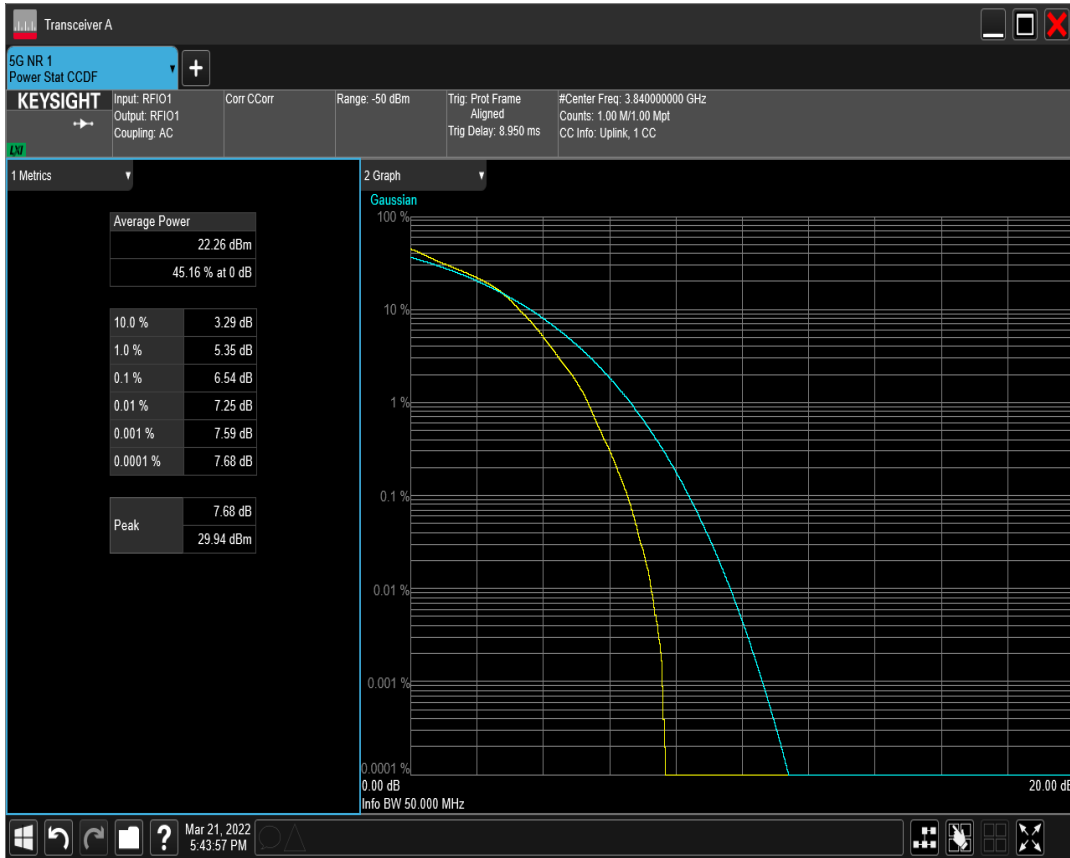 Transceiver A
5G NR 1
Power Stat CCDF
+
KEYSIGHT
LXI
Input: RFIO1
Output: RFIO1
Coupling: AC
Corr CCorr
Range: -50 dBm
Trig: Prot Frame
Aligned
Trig Delay: 8.950 ms
#Center Freq: 3.840000000 GHz
Counts: 1.00 M/1.00 Mpt
CC Info: Uplink, 1 CC
1 Metrics
Average Power
22.26 dBm
45.16 % at 0 dB
10.0 % 3.29 dB
1.0 % 5.35 dB
0.1 % 6.54 dB
0.01 % 7.25 dB
0.001 % 7.59 dB
0.0001 % 7.68 dB
Peak
7.68 dB
29.94 dBm
2 Graph
Gaussian
100 %
10 %
1 %
0.1 %
0.01 %
0.001 %
0.0001 %
0.00 dB 20.00 dB
Info BW 50.000 MHz
?
Mar 21, 2022
5:43:57 PM